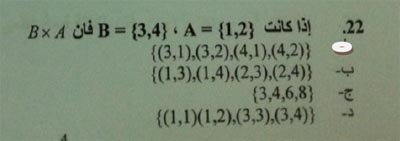 22. إذا كانت A = {1,2} ، B = {3,4} فان B × A
{(3,1),(3,2),(4,1),(4,2)}
ب- {(1,3),(1,4),(2,3),(2,4)}
ج- {3,4,6,8}
د- {(1,1)(1,2),(3,3),(3,4)}